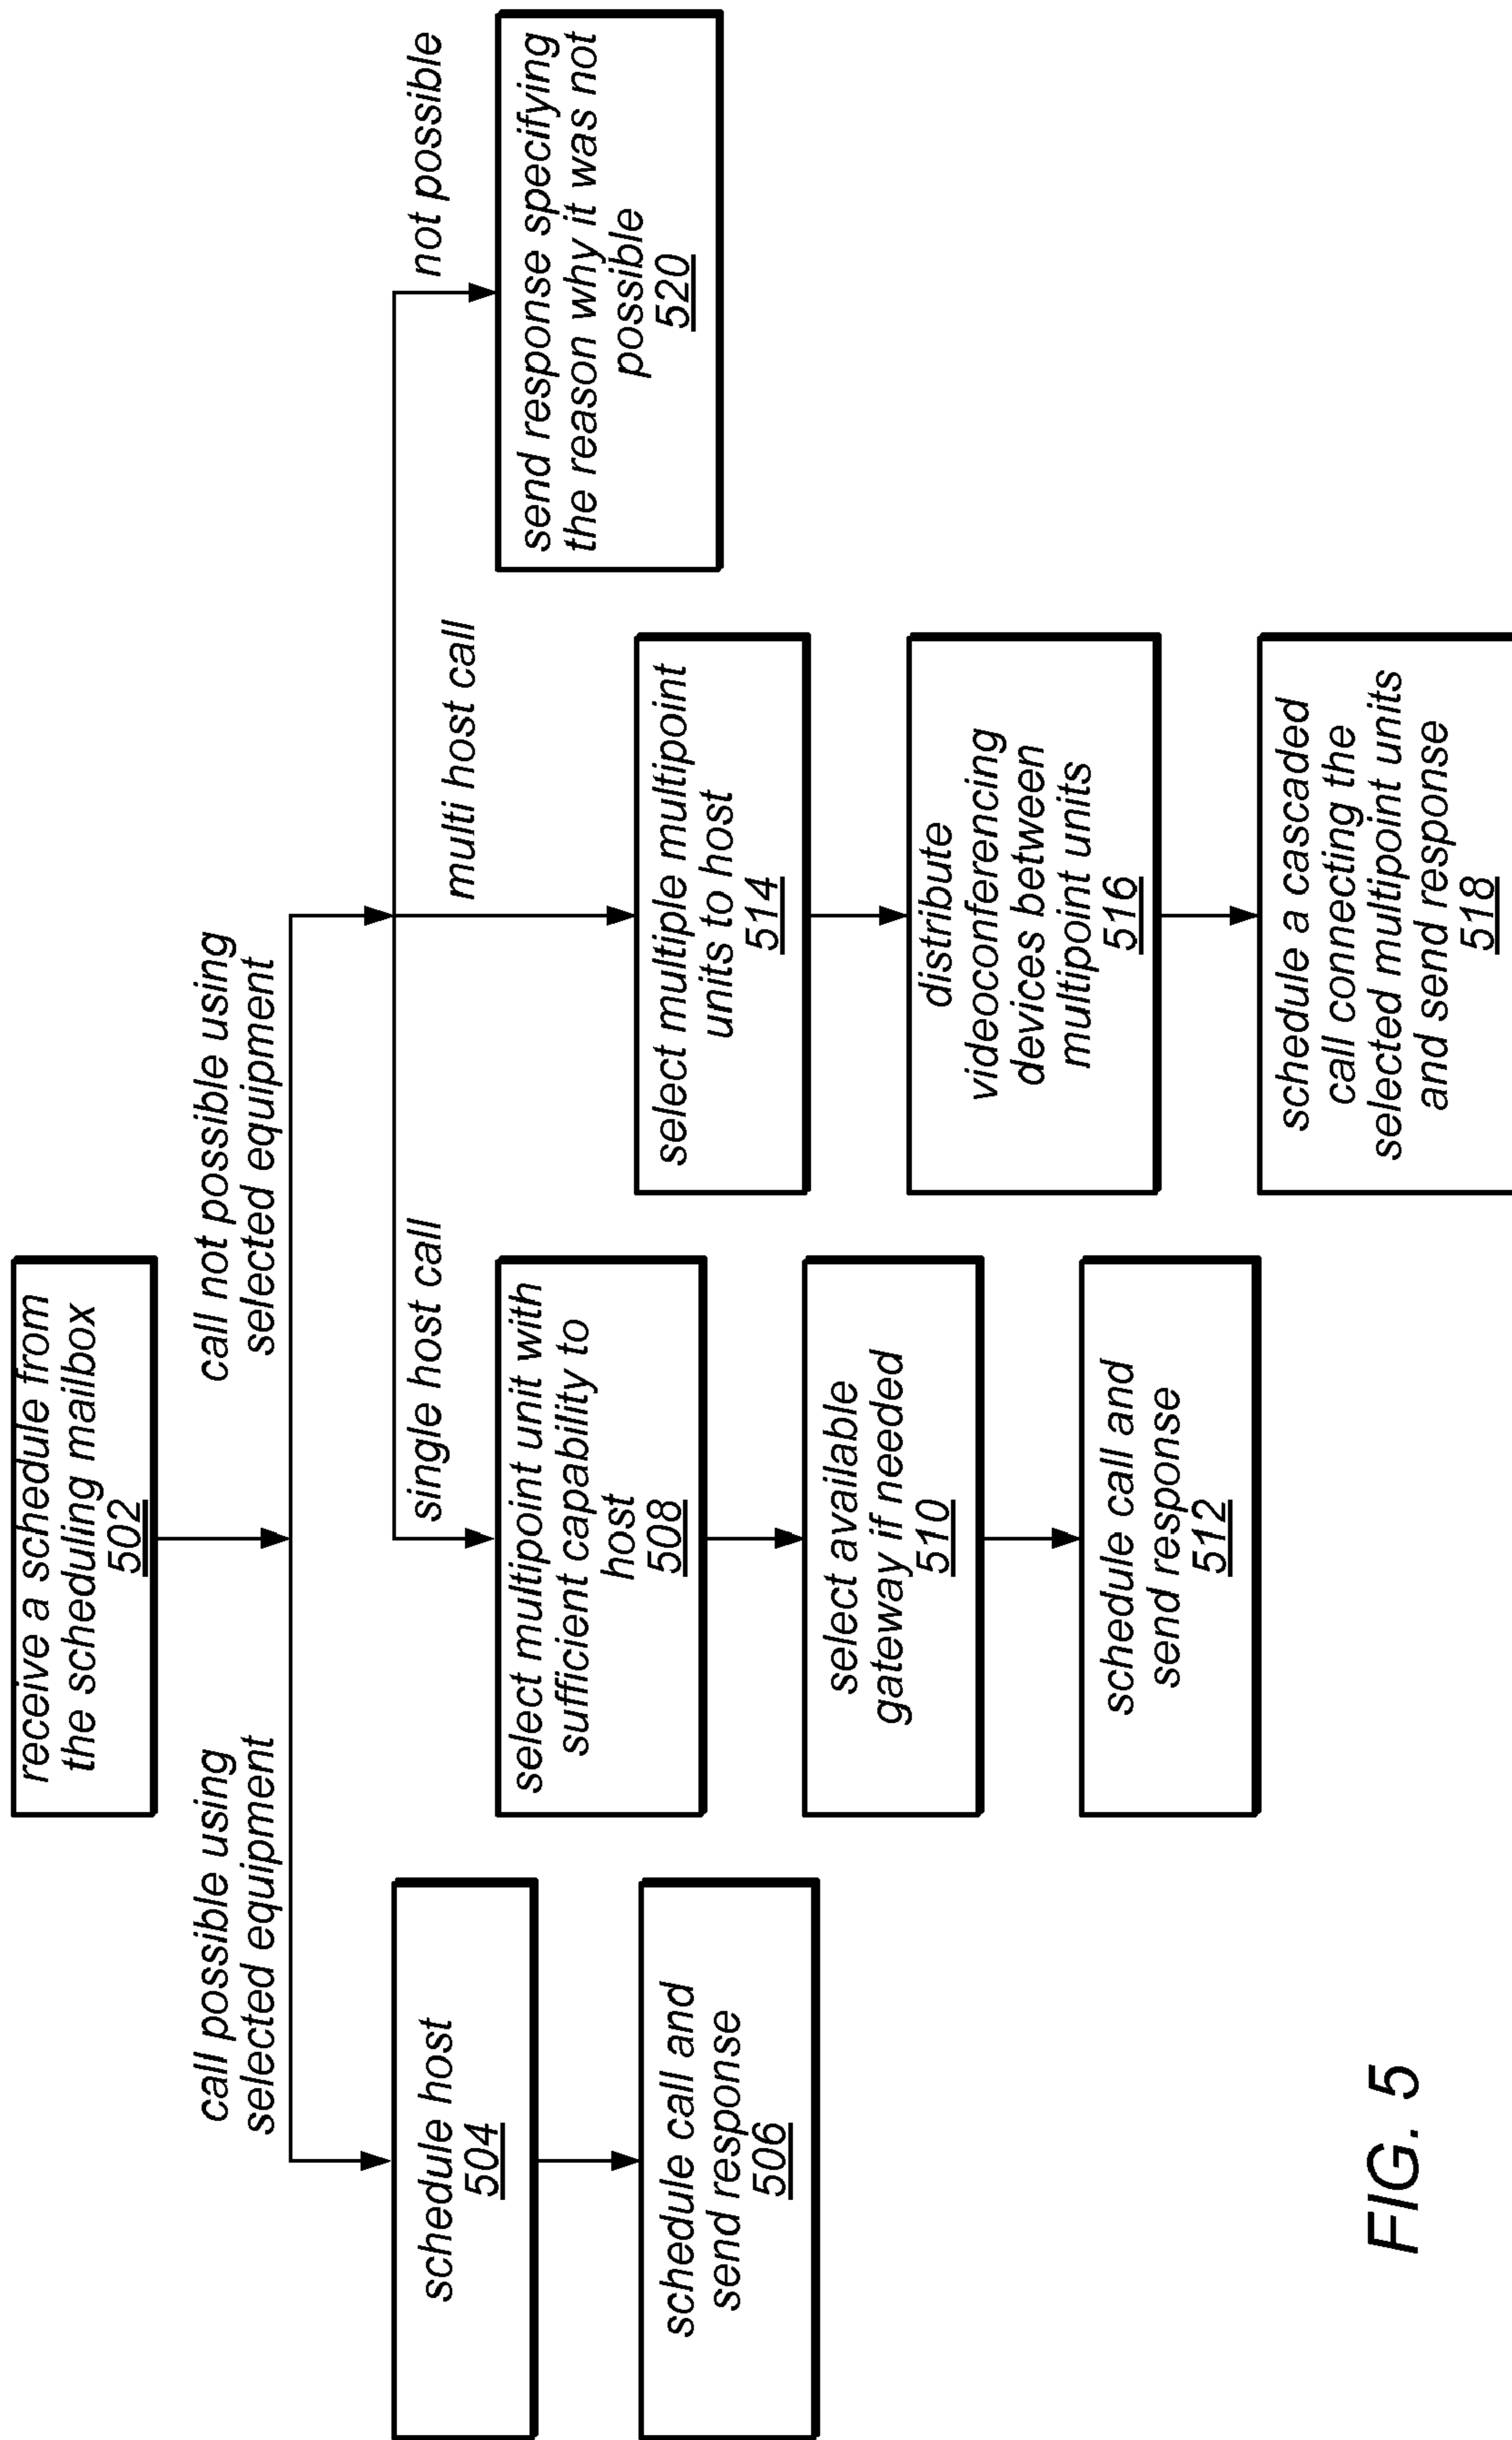 receive a schedule from
the scheduling mailbox
502
call possible using
selected equipment
call not possible using
selected equipment
schedule host
504
schedule call and
send response
506
single host call
select multipoint unit with
sufficient capability to
host
508
select available
gateway if needed
510
schedule call and
send response
512
multi host call
select multiple multipoint
units to host
514
distribute
videoconferencing
devices between
multipoint units
516
schedule a cascaded
call connecting the
selected multipoint units
and send response
518
not possible
send response specifying
the reason why it was not
possible
520
FIG. 5